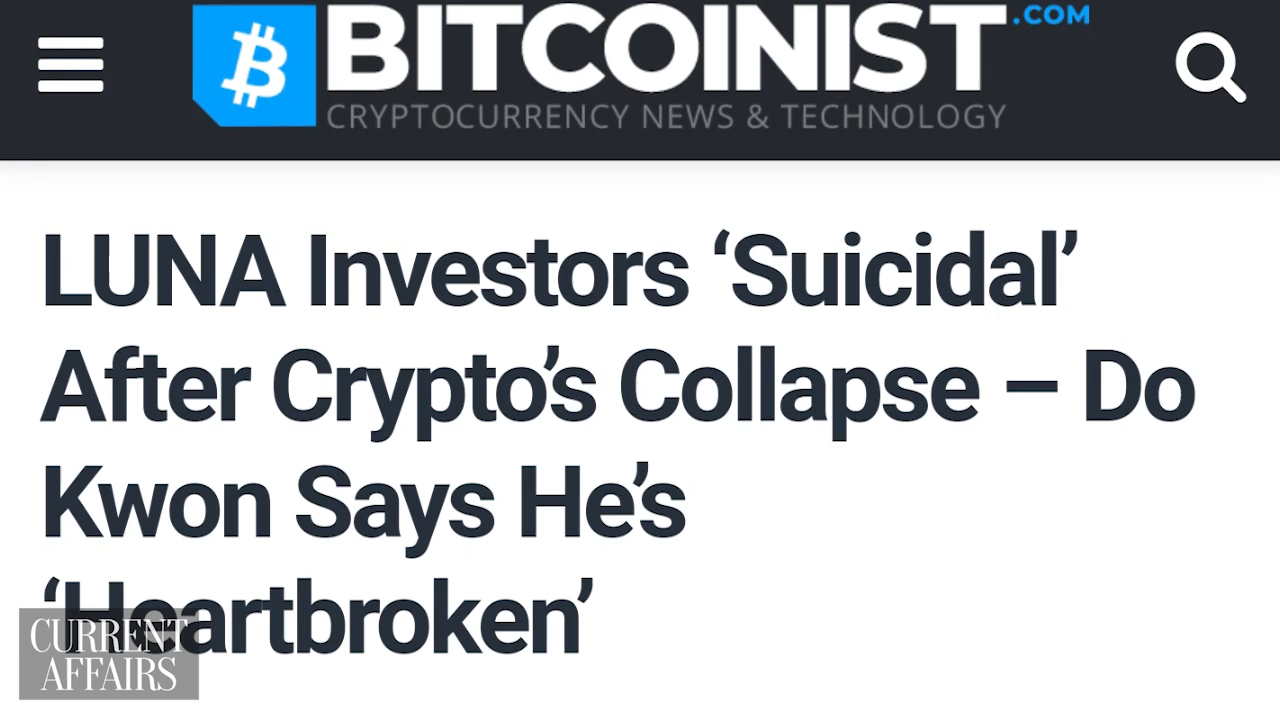 BITCOINIST.COM
CRYPTOCURRENCY NEWS & TECHNOLOGY
LUNA Investors ‘Suicidal’
After Crypto’s Collapse – Do
Kwon Says He’s
‘Heartbroken’
CURRENT
AFFAIRS